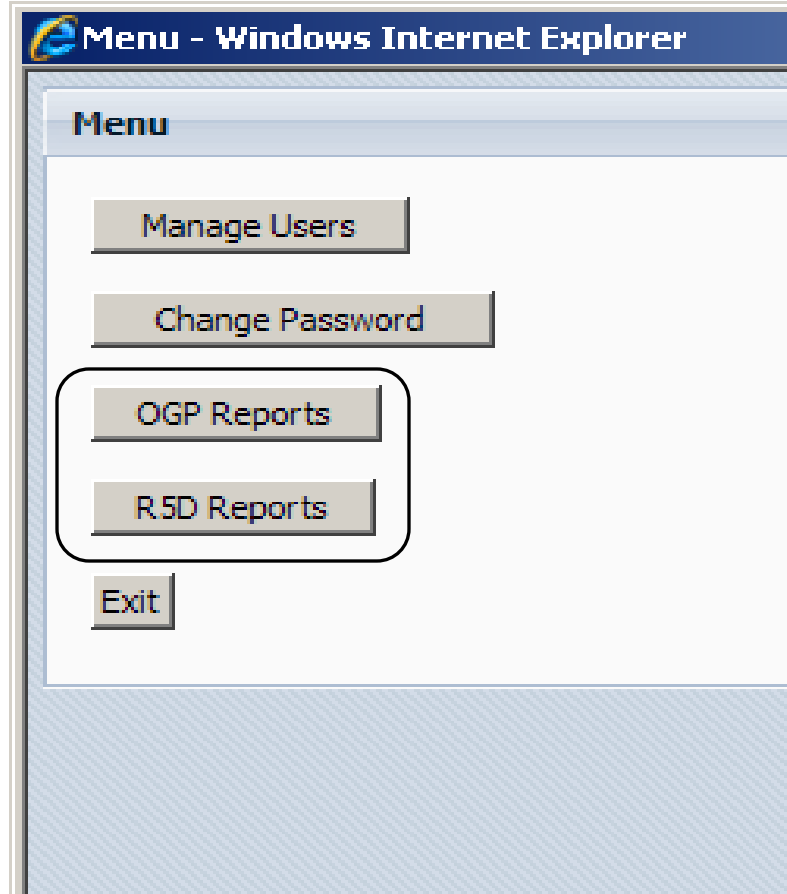 Menu - Windows Internet Explorer
Menu
Manage Users
Change Password
OGP Reports
R5D Reports
Exit